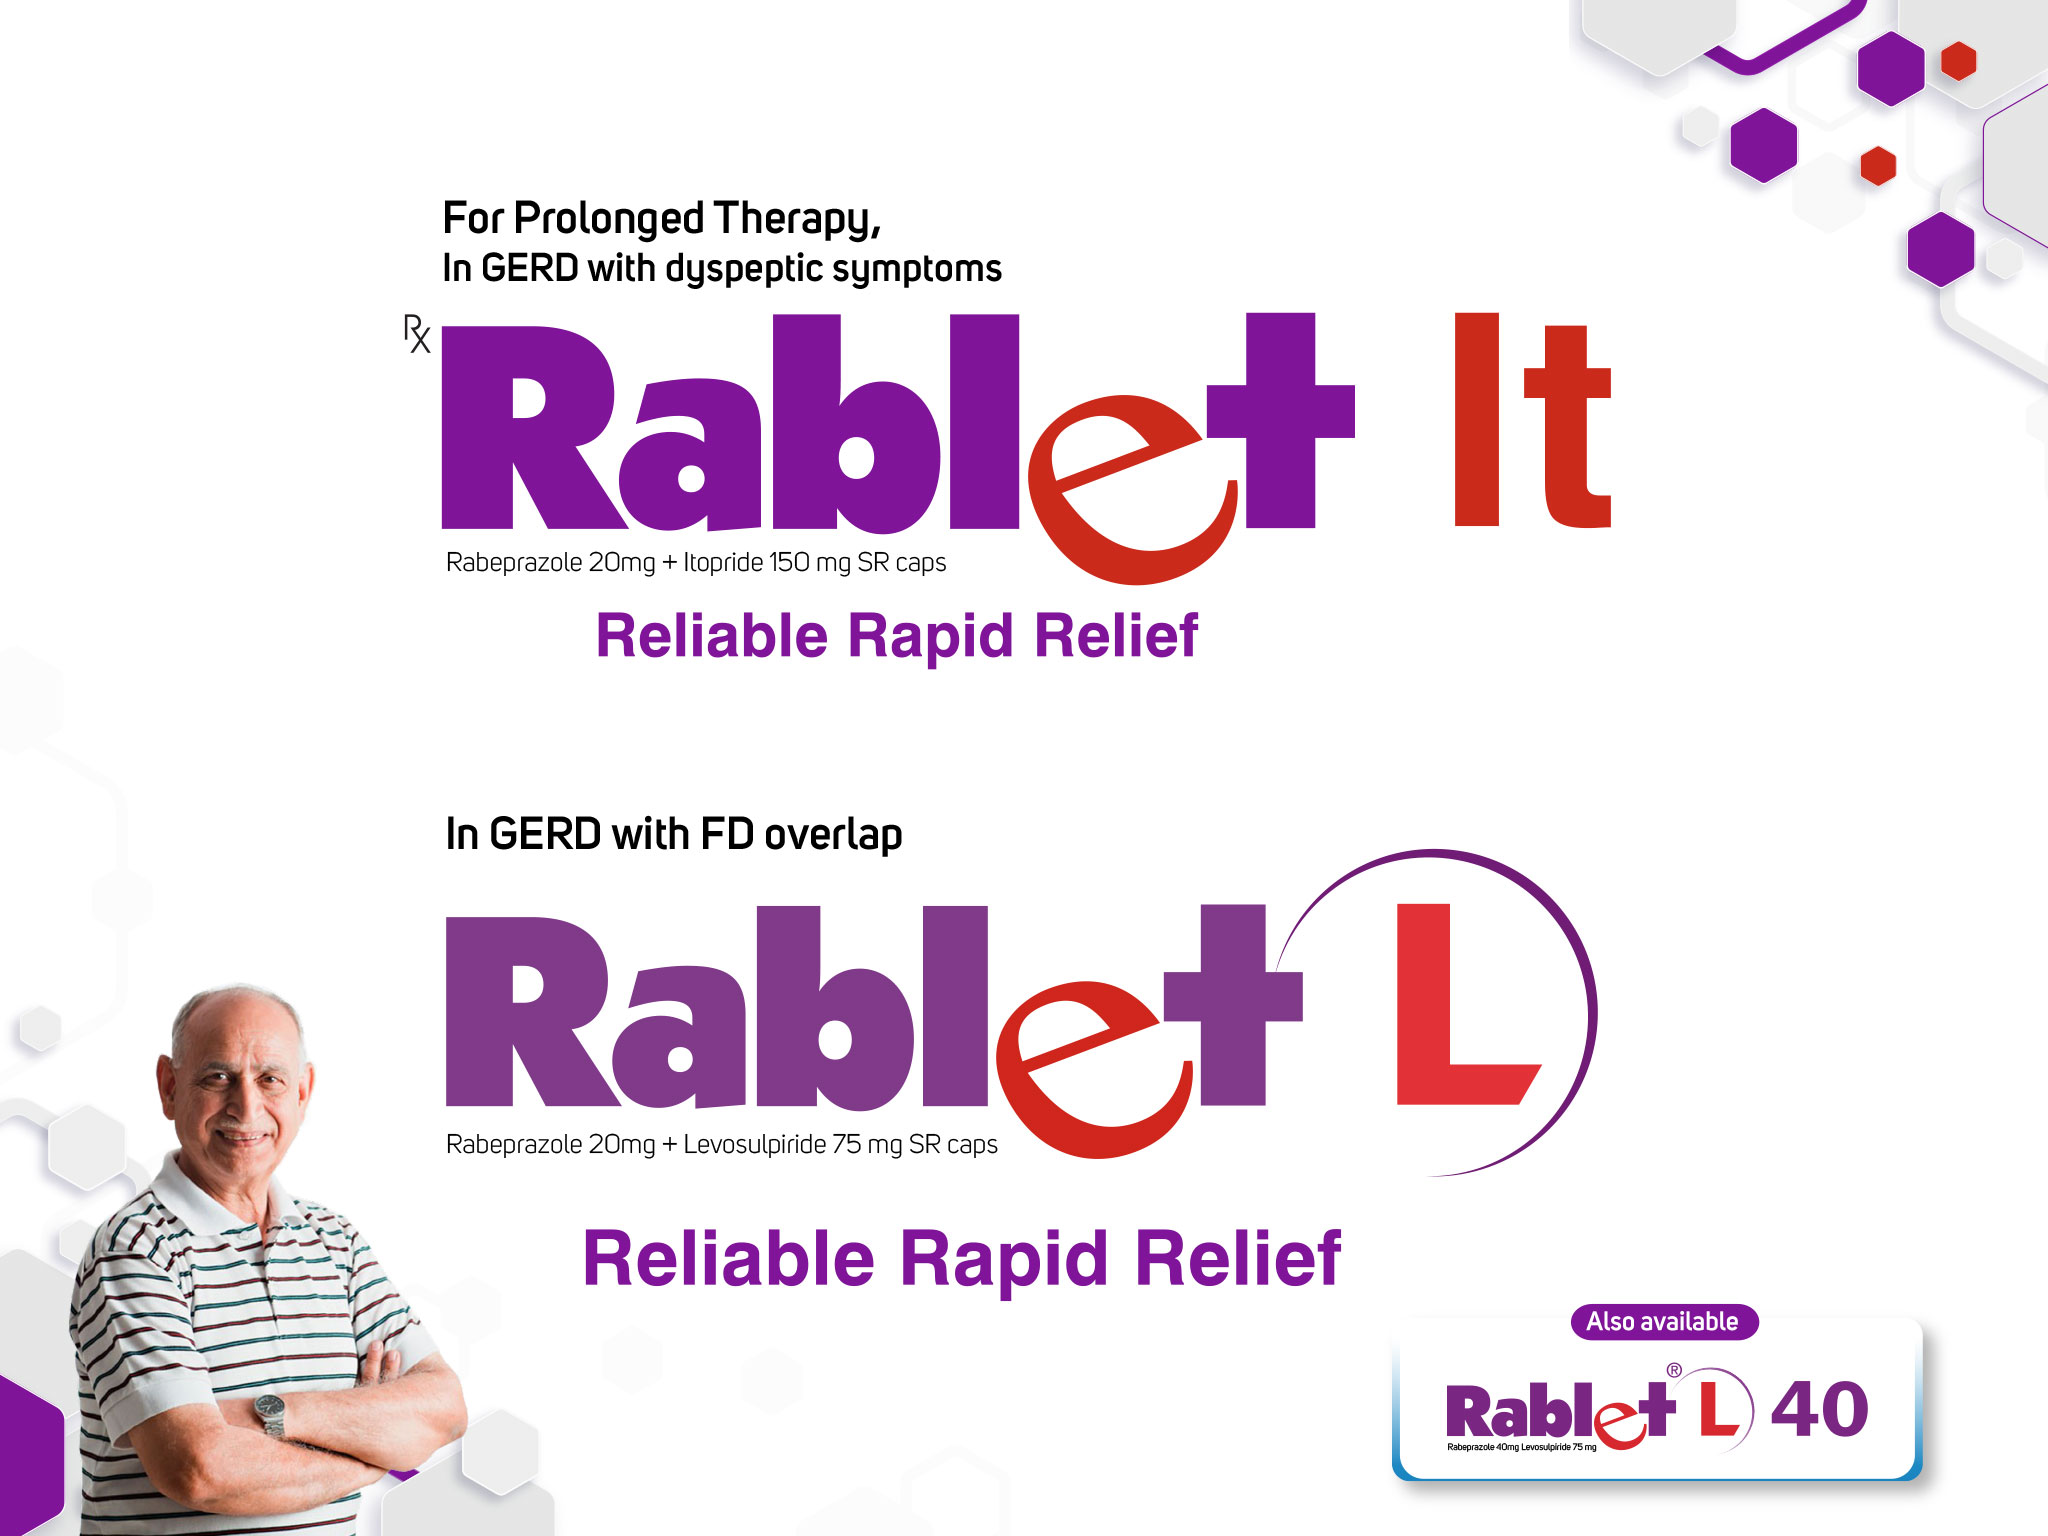 For Prolonged Therapy,
In GERD with dyspeptic symptoms
Rx Rablet It
Rabeprazole 20mg + Itopride 150 mg SR caps
Reliable Rapid Relief
In GERD with FD overlap
Rablet L
Rabeprazole 20mg + Levosulpiride 75 mg SR caps
Reliable Rapid Relief
Also available
Rablet® L 40
Rabeprazole 40mg Levosulpiride 75 mg